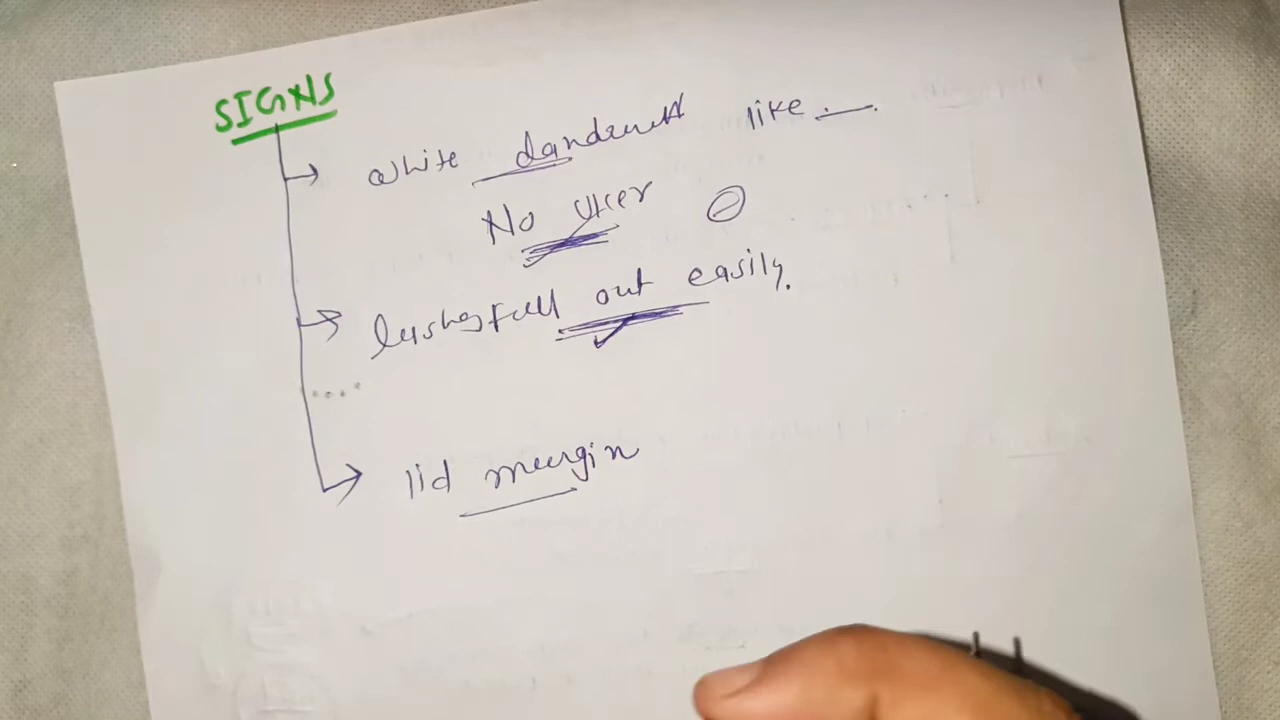 SIGNS
white dandruff like —.
No ulcer ⊖
lashes fall out easily.
....
lid margin